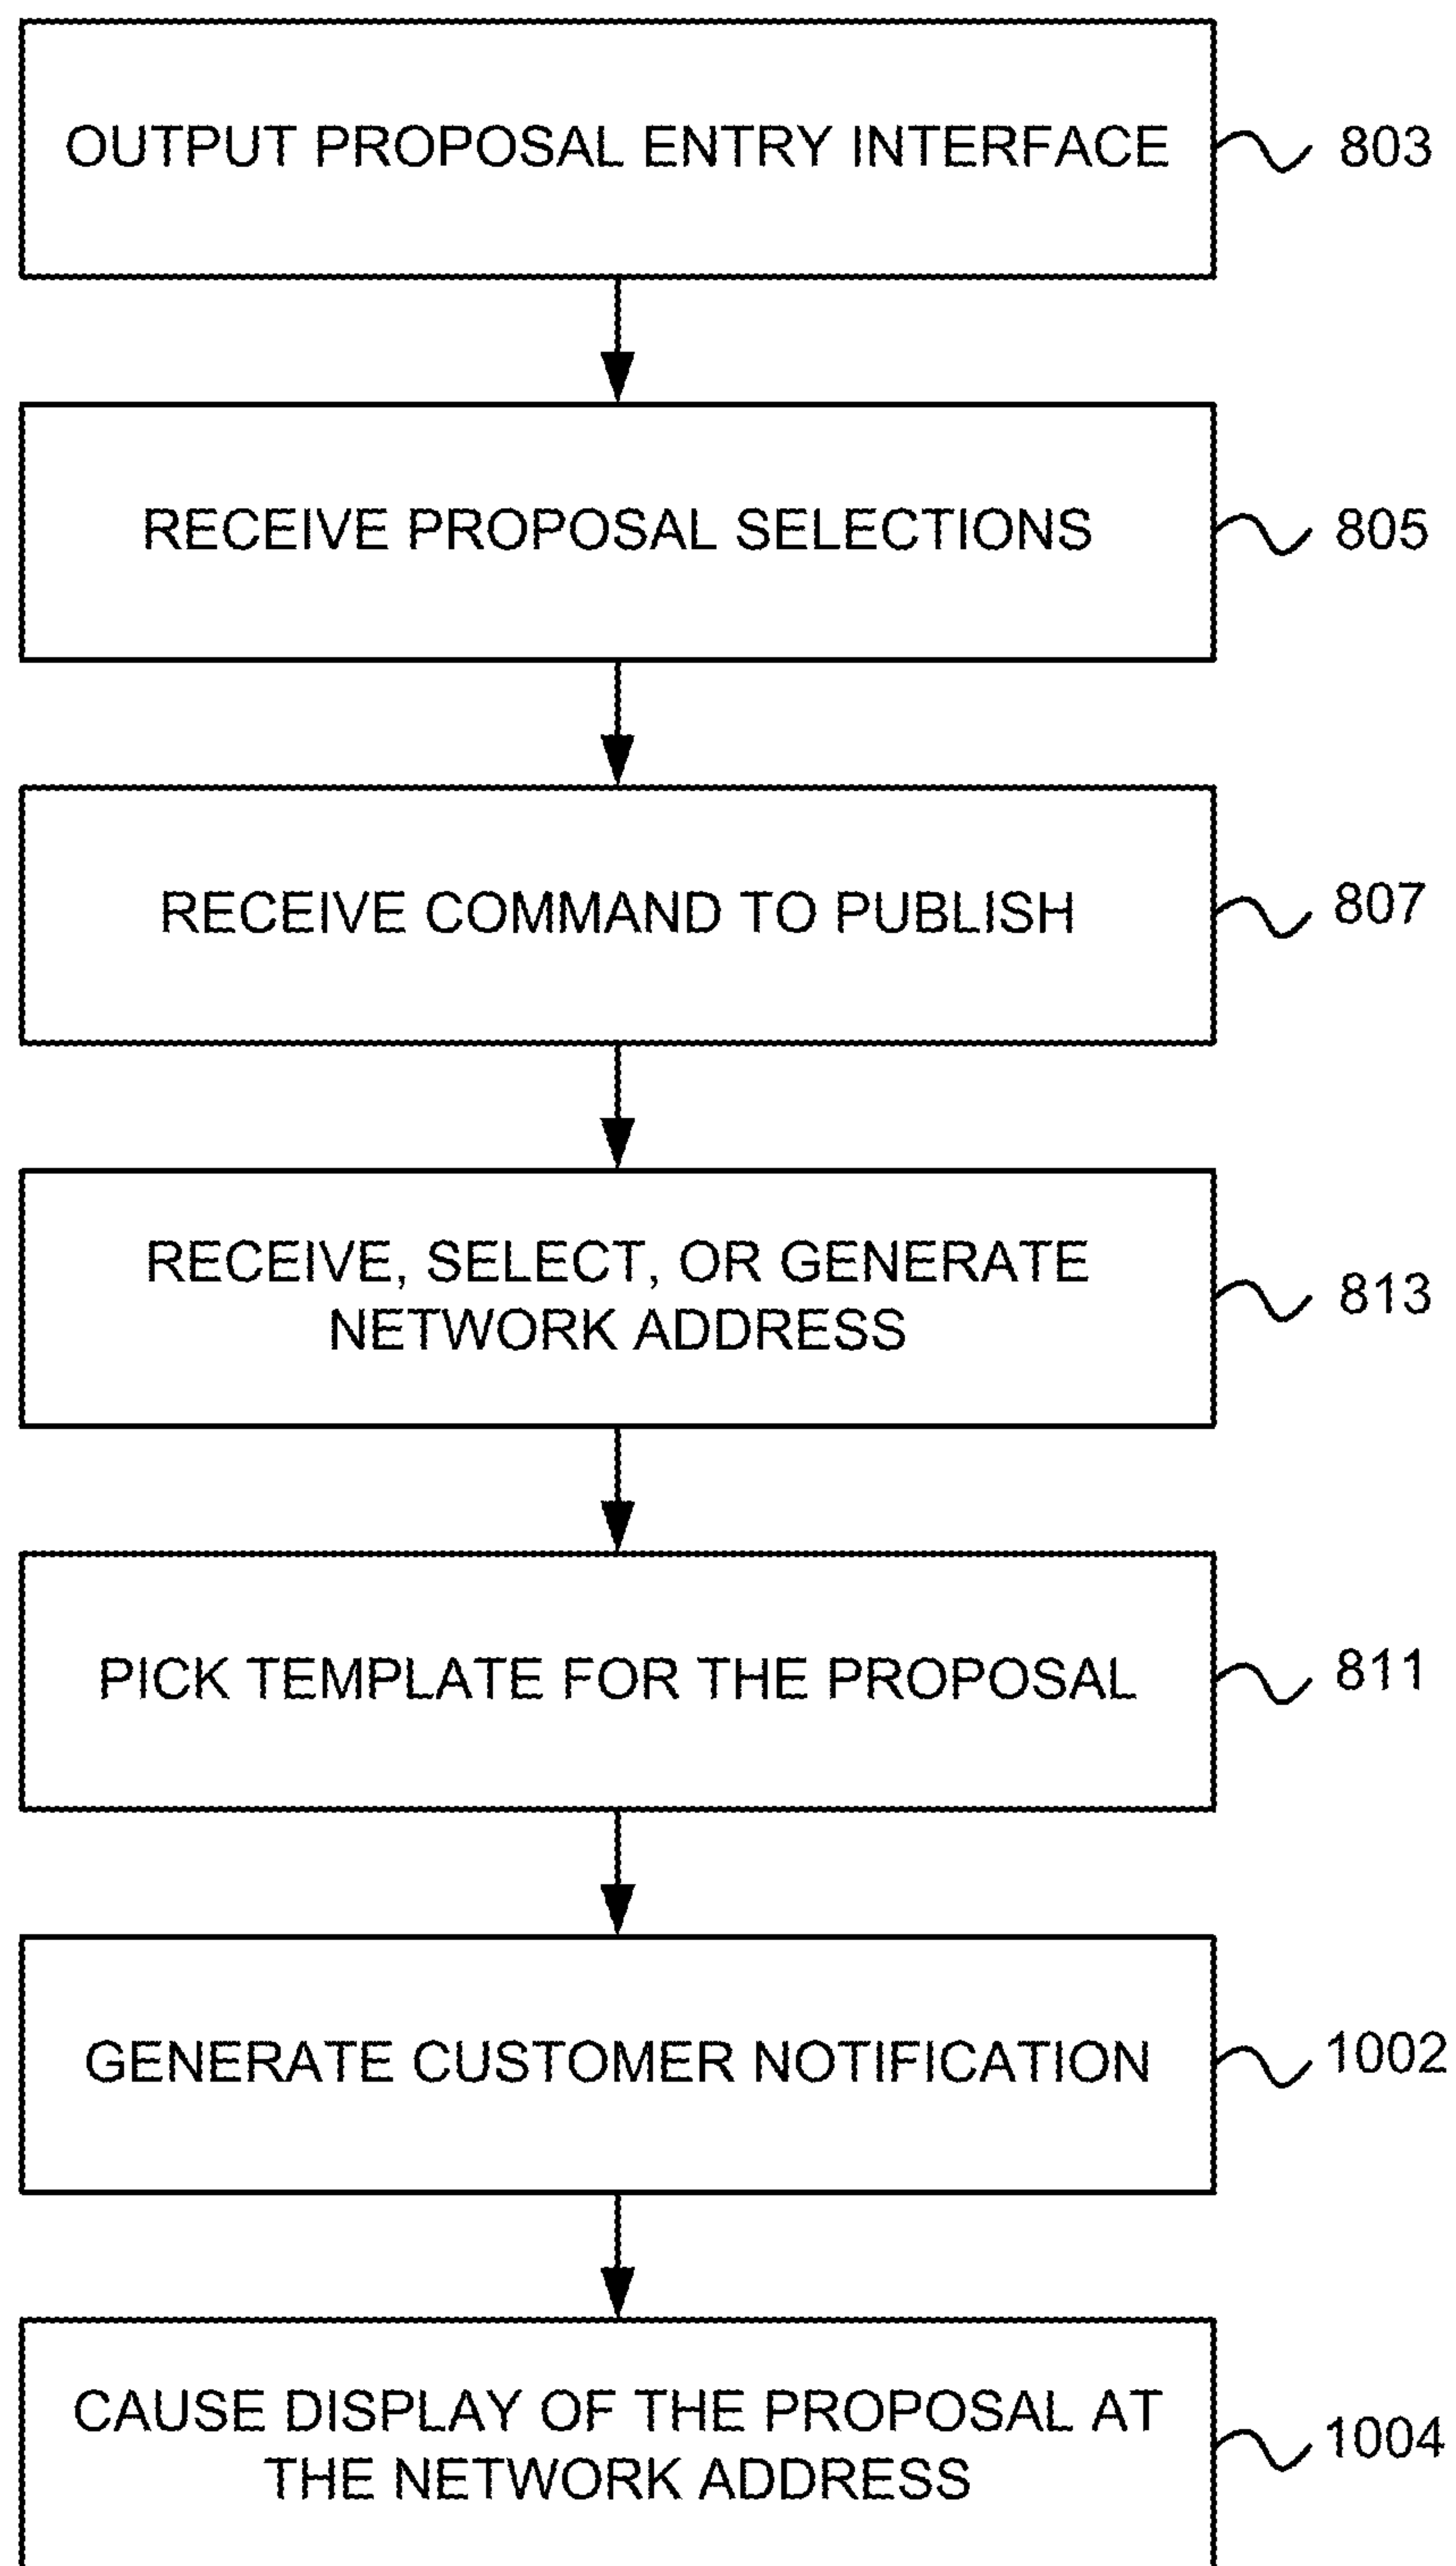 OUTPUT PROPOSAL ENTRY INTERFACE
803
RECEIVE PROPOSAL SELECTIONS
805
RECEIVE COMMAND TO PUBLISH
807
RECEIVE, SELECT, OR GENERATE
NETWORK ADDRESS
813
PICK TEMPLATE FOR THE PROPOSAL
811
GENERATE CUSTOMER NOTIFICATION
1002
CAUSE DISPLAY OF THE PROPOSAL AT
THE NETWORK ADDRESS
1004